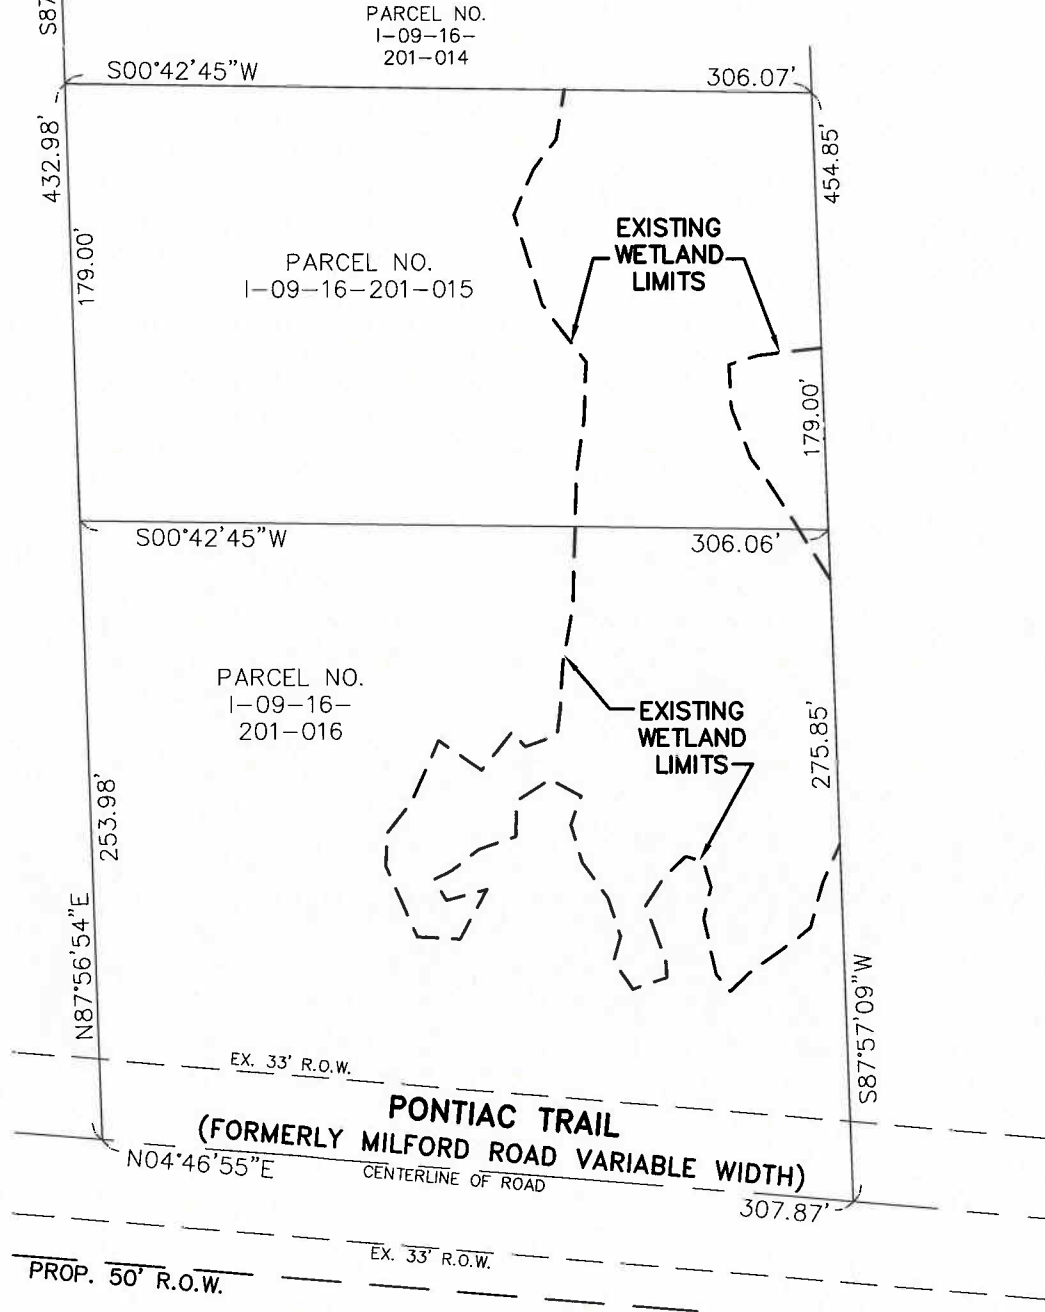 S87
PARCEL NO.
I-09-16-
201-014
S00°42'45"W
306.07'
432.98'
454.85'
179.00'
EXISTING
WETLAND
LIMITS
PARCEL NO.
I-09-16-201-015
179.00'
S00°42'45"W
306.06'
PARCEL NO.
I-09-16-
201-016
EXISTING
WETLAND
LIMITS
275.85'
253.98'
N87°56'54"E
S87°57'09"W
EX. 33' R.O.W.
PONTIAC TRAIL
(FORMERLY MILFORD ROAD VARIABLE WIDTH)
N04°46'55"E
CENTERLINE OF ROAD
307.87'
EX. 33' R.O.W.
PROP. 50' R.O.W.